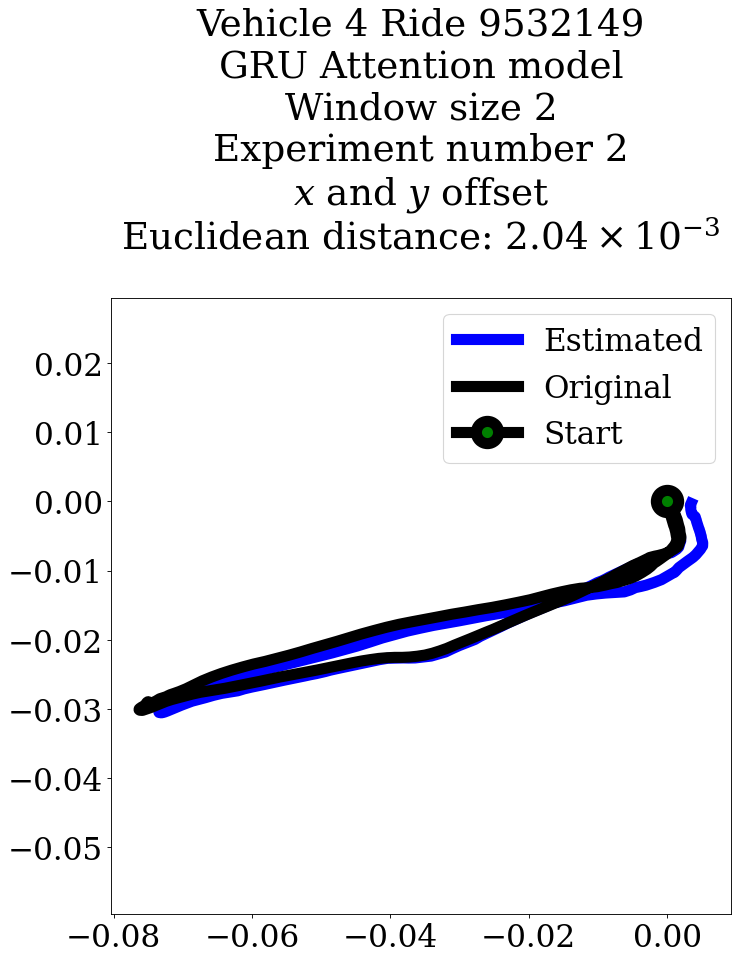 Vehicle 4 Ride 9532149
GRU Attention model
Window size 2
Experiment number 2
x and y offset
Euclidean distance: 2.04 × 10⁻³
Estimated
Original
Start
0.02
0.01
0.00
−0.01
−0.02
−0.03
−0.04
−0.05
−0.08 −0.06 −0.04 −0.02 0.00